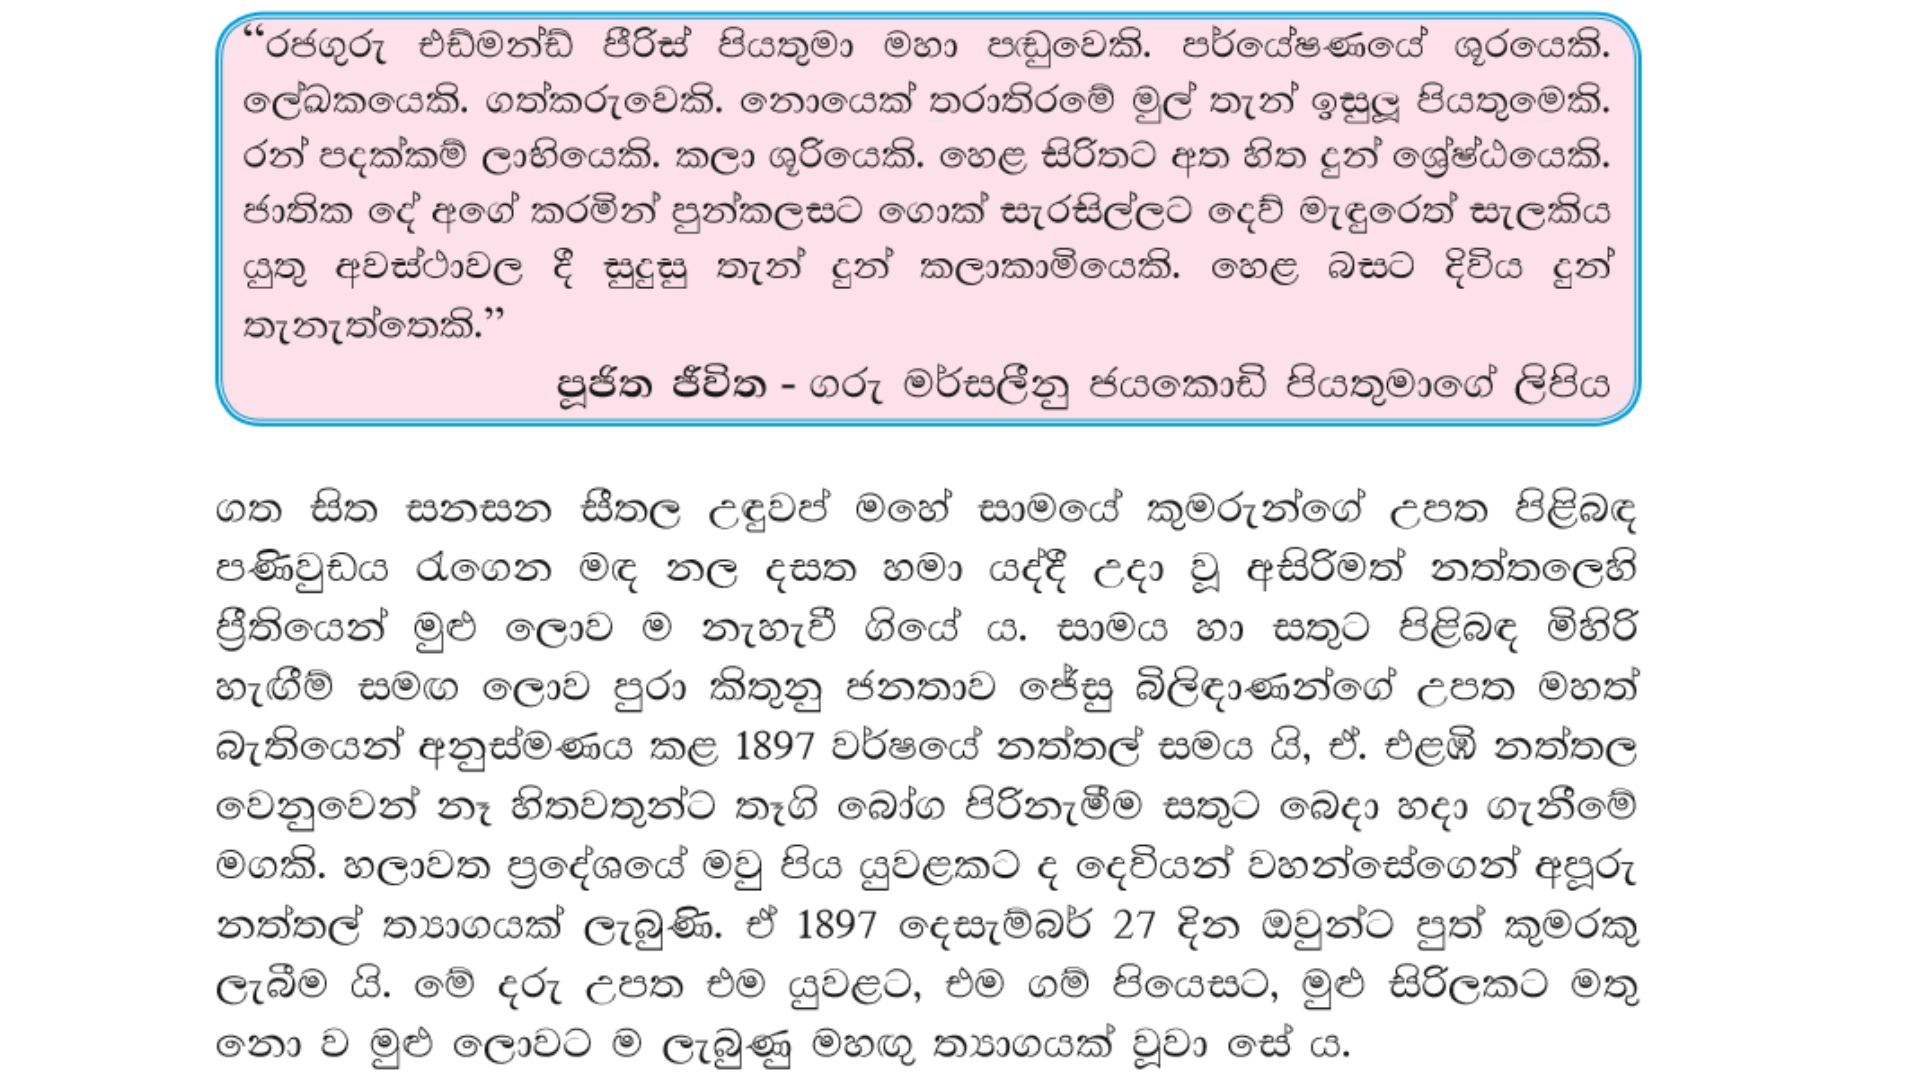 “රජගුරු එඩ්මන්ඩ් පීරිස් පියතුමා මහා පඬුවෙකි. පර්යේෂණයේ ශූරයෙකි.
ලේඛකයෙකි. ගත්කරුවෙකි. නොයෙක් තරාතිරමේ මුල් තැන් ඉසුලූ පියතුමෙකි.
රන් පදක්කම් ලාභියෙකි. කලා ශූරියෙකි. හෙළ සිරිතට අත හිත දුන් ශ්‍රේෂ්ඨයෙකි.
ජාතික දේ අගේ කරමින් පුන්කලසට ගොක් සැරසිල්ලට දෙව් මැඳුරෙත් සැලකිය
යුතු අවස්ථාවල දී සුදුසු තැන් දුන් කලාකාමියෙකි. හෙළ බසට දිවිය දුන්
තැනැත්තෙකි.”
පූජිත ජීවිත - ගරු මර්සලීනු ජයකොඩි පියතුමාගේ ලිපිය
ගත සිත සනසන සීතල උඳුවප් මහේ සාමයේ කුමරුන්ගේ උපත පිළිබඳ
පණිවුඩය රැගෙන මඳ නල දසත හමා යද්දී උදා වූ අසිරිමත් නත්තලෙහි
ප්‍රීතියෙන් මුළු ලොව ම නැහැවී ගියේ ය. සාමය හා සතුට පිළිබඳ මිහිරි
හැඟීම් සමඟ ලොව පුරා කිතුනු ජනතාව ජේසු බිලිඳාණන්ගේ උපත මහත්
බැතියෙන් අනුස්මණය කළ 1897 වර්ෂයේ නත්තල් සමය යි, ඒ. එළඹි නත්තල
වෙනුවෙන් නෑ හිතවතුන්ට තෑගි බෝග පිරිනැමීම සතුට බෙදා හදා ගැනීමේ
මගකි. හලාවත ප්‍රදේශයේ මවු පිය යුවළකට ද දෙවියන් වහන්සේගෙන් අපූරු
නත්තල් ත්‍යාගයක් ලැබුණි. ඒ 1897 දෙසැම්බර් 27 දින ඔවුන්ට පුත් කුමරකු
ලැබීම යි. මේ දරු උපත එම යුවළට, එම ගම් පියෙසට, මුළු සිරිලකට මතු
නො ව මුළු ලොවට ම ලැබුණු මහඟු ත්‍යාගයක් වූවා සේ ය.